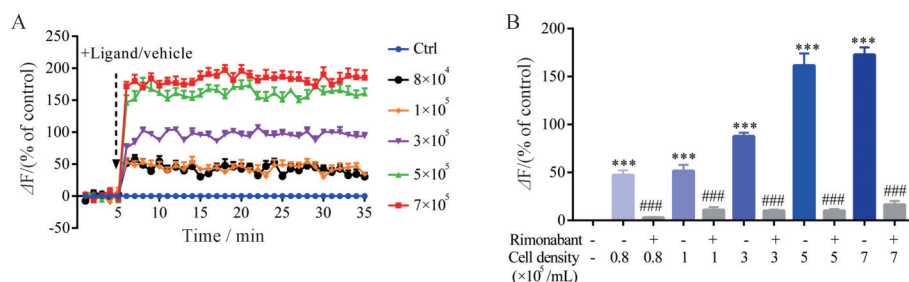 A
ΔF/(% of control)
250
200
150
100
50
0
-50
+Ligand/vehicle
5 10 15 20 25 30 35
Time / min
Ctrl
8×10⁴
1×10⁵
3×10⁵
5×10⁵
7×10⁵
B
ΔF/(% of control)
200
150
100
50
0
*** ### *** ### *** ### *** ### *** ###
Rimonabant - - + - + - + - + - +
Cell density - 0.8 0.8 1 1 3 3 5 5 7 7
(×10⁵/mL)